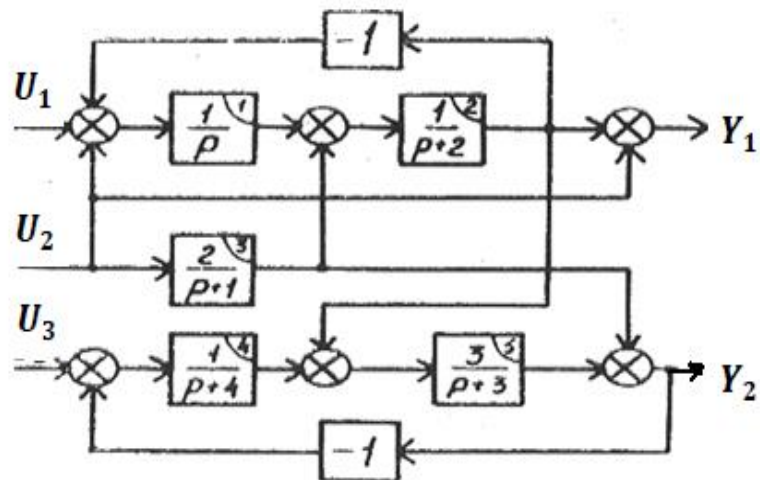 -1
U₁
1/p 1
1/p+2 2
Y₁
U₂
2/p+1 3
U₃
1/p+4 4
3/p+3 5
Y₂
-1